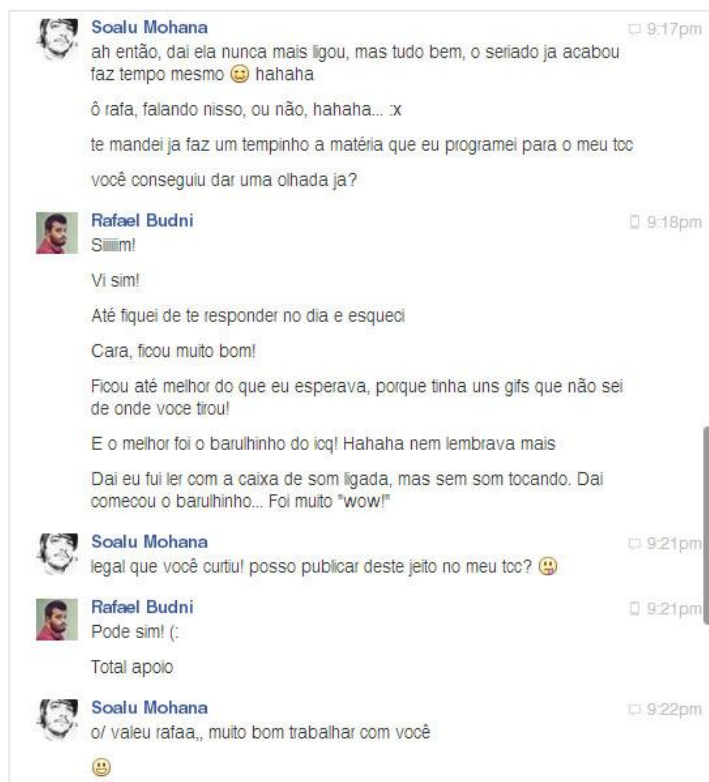 Soalu Mohana 9:17pm
ah então, dai ela nunca mais ligou, mas tudo bem, o seriado ja acabou
faz tempo mesmo hahaha
ô rafa, falando nisso, ou não, hahaha... :x
te mandei ja faz um tempinho a matéria que eu programei para o meu tcc
você conseguiu dar uma olhada ja?
Rafael Budni 9:18pm
Siiiiim!
Vi sim!
Até fiquei de te responder no dia e esqueci
Cara, ficou muito bom!
Ficou até melhor do que eu esperava, porque tinha uns gifs que não sei
de onde voce tirou!
E o melhor foi o barulhinho do icq! Hahaha nem lembrava mais
Dai eu fui ler com a caixa de som ligada, mas sem som tocando. Dai
comecou o barulhinho... Foi muito "wow!"
Soalu Mohana 9:21pm
legal que você curtiu! posso publicar deste jeito no meu tcc?
Rafael Budni 9:21pm
Pode sim! (:
Total apoio
Soalu Mohana 9:22pm
o/ valeu rafaa,, muito bom trabalhar com você